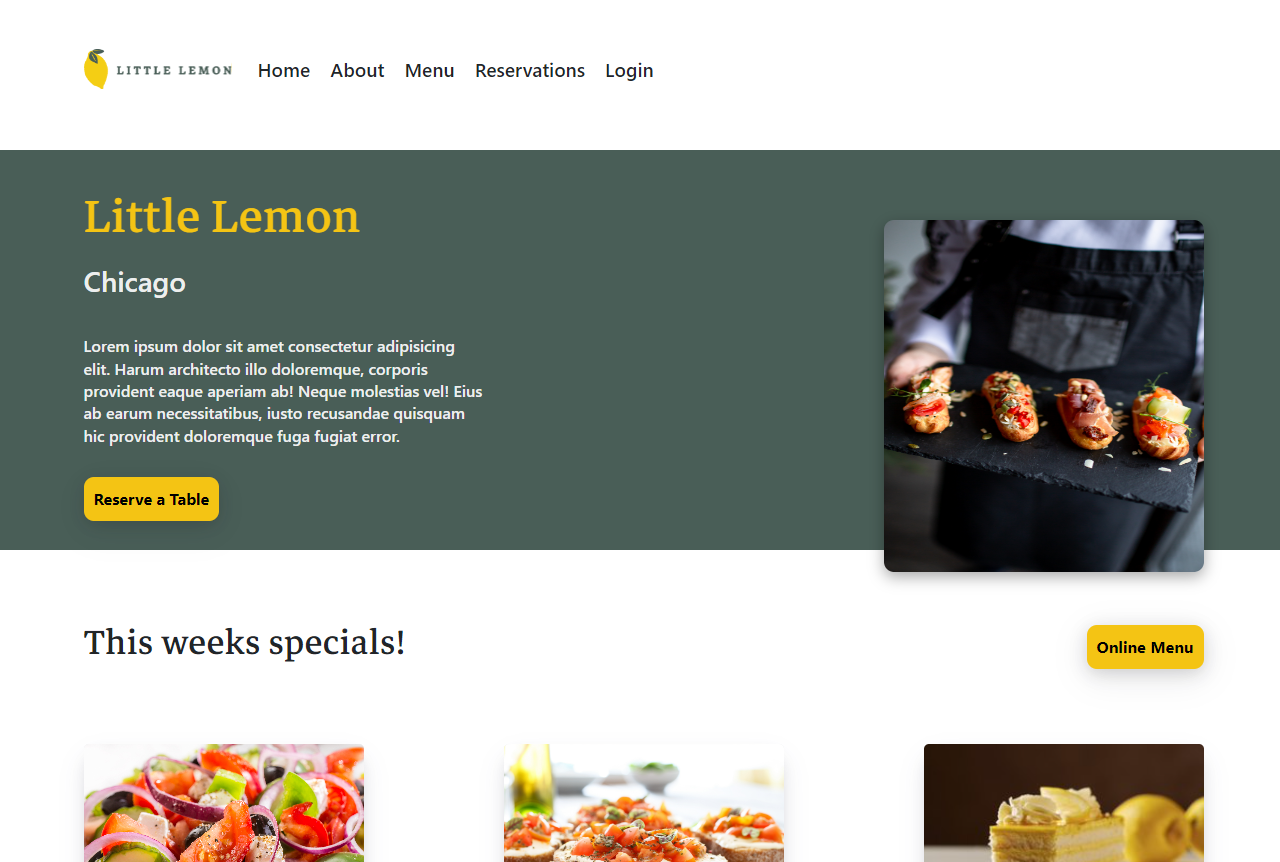 LITTLE LEMON
Home About Menu Reservations Login
Little Lemon
Chicago
Lorem ipsum dolor sit amet consectetur adipisicing
elit. Harum architecto illo doloremque, corporis
provident eaque aperiam ab! Neque molestias vel! Eius
ab earum necessitatibus, iusto recusandae quisquam
hic provident doloremque fuga fugiat error.
Reserve a Table
This weeks specials!
Online Menu